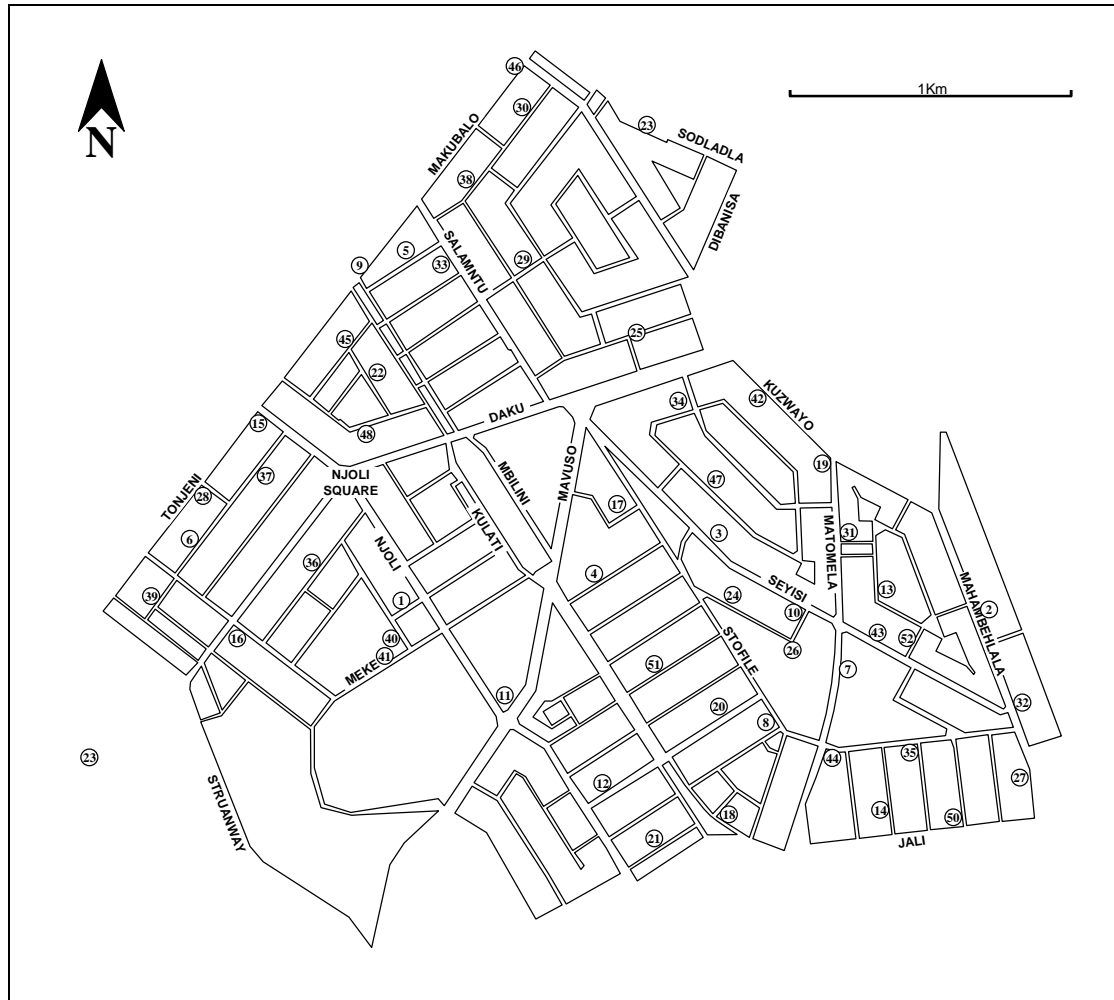 46
1Km
30
23
SODLADLA
N
MAKUBALO
38
DIBANISA
5
SALAMNTU
29
33
9
25
45
22
KUZWAYO
42
34
DAKU
15
48
19
NJOLI
SQUARE
37
MBILINI
MAVUSO
47
TONJENI
28
17
KULATI
MATOMELA
31
3
6
NJOLI
36
4
SEYISI
13
MAHAMBEHLALA
39
1
24
10
2
16
40
STOFILE
26
43
52
41
MEKE
51
7
11
20
32
8
23
44
35
STRUANWAY
12
27
18
14
50
21
JALI